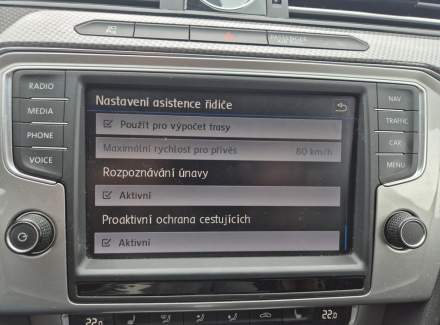 RADIO
MEDIA
PHONE
VOICE
Nastavení asistence řidiče
Použít pro výpočet trasy
Maximální rychlost pro přívěs 80 km/h
Rozpoznávání únavy
Aktivní
Proaktivní ochrana cestujících
Aktivní
NAV
TRAFFIC
CAR
MENU
22.0
22.0